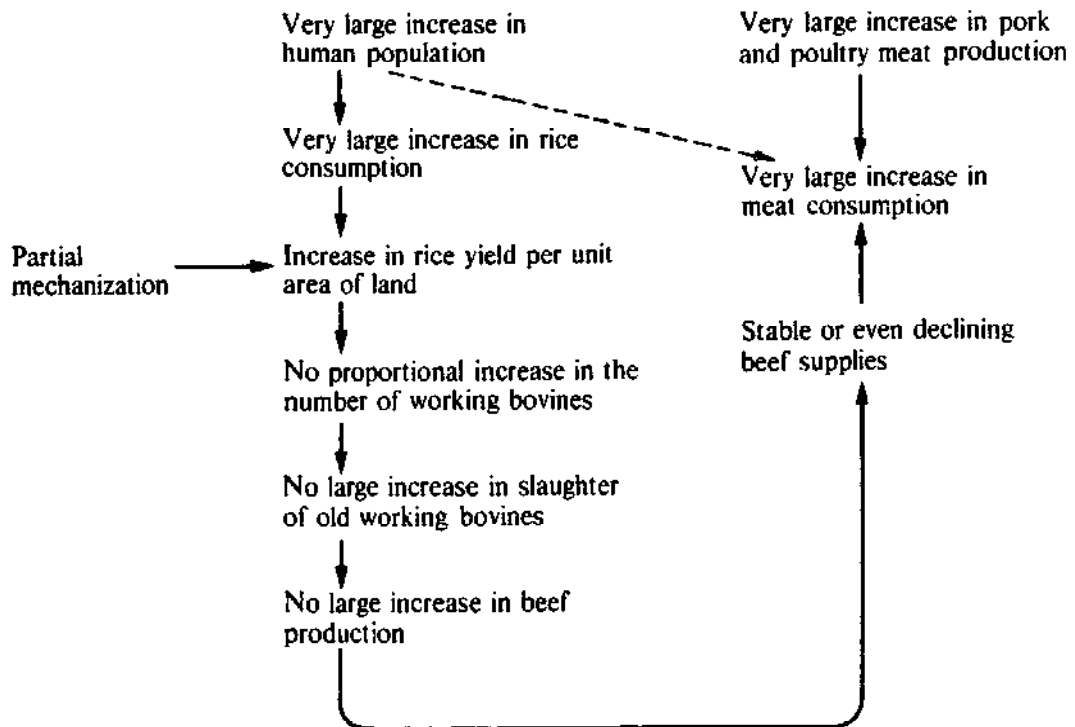 Very large increase in
human population
Very large increase in pork
and poultry meat production
Very large increase in rice
consumption
Very large increase in
meat consumption
Partial
mechanization
Increase in rice yield per unit
area of land
Stable or even declining
beef supplies
No proportional increase in the
number of working bovines
No large increase in slaughter
of old working bovines
No large increase in beef
production